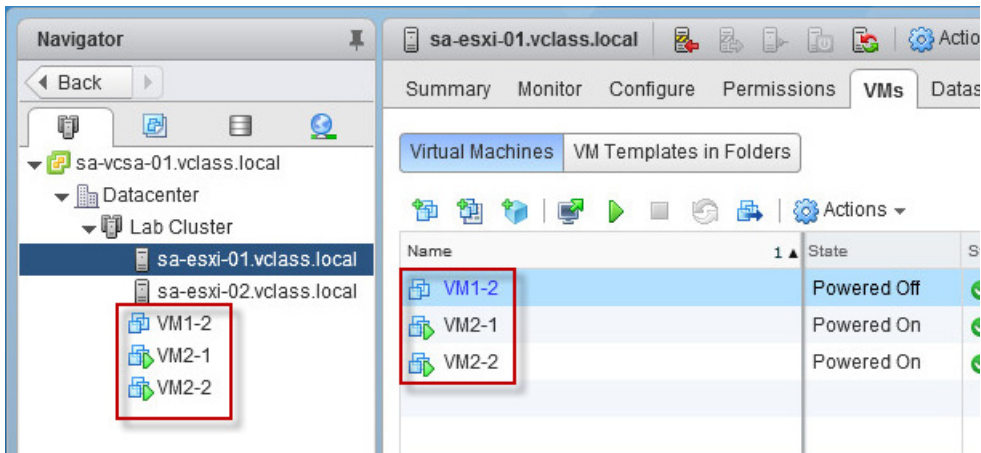 Navigator
Back
sa-vcsa-01.vclass.local
Datacenter
Lab Cluster
sa-esxi-01.vclass.local
sa-esxi-02.vclass.local
VM1-2
VM2-1
VM2-2
sa-esxi-01.vclass.local Actio
Summary Monitor Configure Permissions VMs Datas
Virtual Machines VM Templates in Folders
Actions
Name 1 State S
VM1-2 Powered Off
VM2-1 Powered On
VM2-2 Powered On